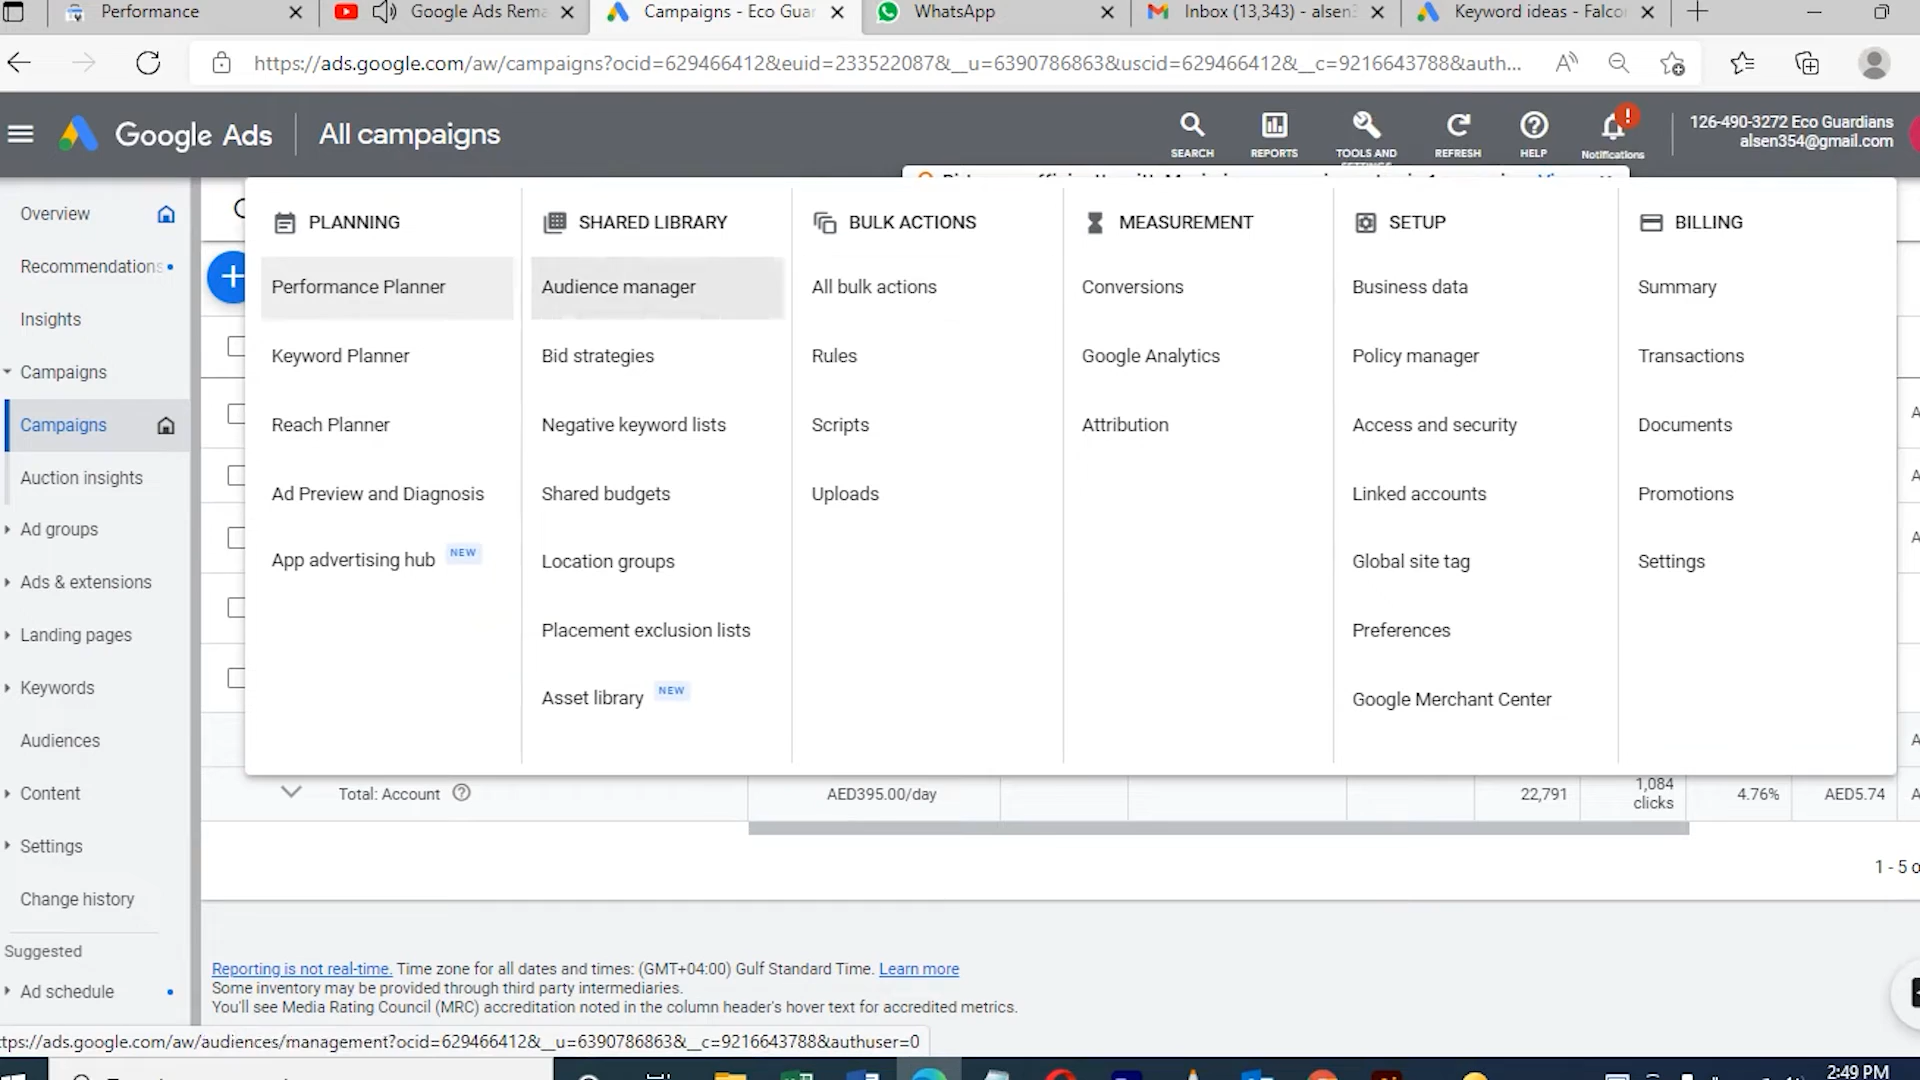 Performance
Google Ads Rema
Campaigns - Eco Guar
WhatsApp
Inbox (13,343) - alsen3
Keyword ideas - Falco
https://ads.google.com/aw/campaigns?ocid=629466412&euid=233522087&__u=6390786863&uscid=629466412&__c=9216643788&auth...
Google Ads
All campaigns
SEARCH
REPORTS
TOOLS AND
REFRESH
HELP
Notifications
126-490-3272 Eco Guardians
alsen354@gmail.com
Overview
Recommendations
Insights
Campaigns
Campaigns
Auction insights
Ad groups
Ads & extensions
Landing pages
Keywords
Audiences
Content
Settings
Change history
Suggested
Ad schedule
PLANNING
Performance Planner
Keyword Planner
Reach Planner
Ad Preview and Diagnosis
App advertising hub NEW
SHARED LIBRARY
Audience manager
Bid strategies
Negative keyword lists
Shared budgets
Location groups
Placement exclusion lists
Asset library NEW
BULK ACTIONS
All bulk actions
Rules
Scripts
Uploads
MEASUREMENT
Conversions
Google Analytics
Attribution
SETUP
Business data
Policy manager
Access and security
Linked accounts
Global site tag
Preferences
Google Merchant Center
BILLING
Summary
Transactions
Documents
Promotions
Settings
Total: Account
AED395.00/day
22,791
1,084
clicks
4.76%
AED5.74
1 - 5 o
Reporting is not real-time. Time zone for all dates and times: (GMT+04:00) Gulf Standard Time. Learn more
Some inventory may be provided through third party intermediaries.
You'll see Media Rating Council (MRC) accreditation noted in the column header's hover text for accredited metrics.
ttps://ads.google.com/aw/audiences/management?ocid=629466412&__u=6390786863&__c=9216643788&authuser=0
2:49 PM